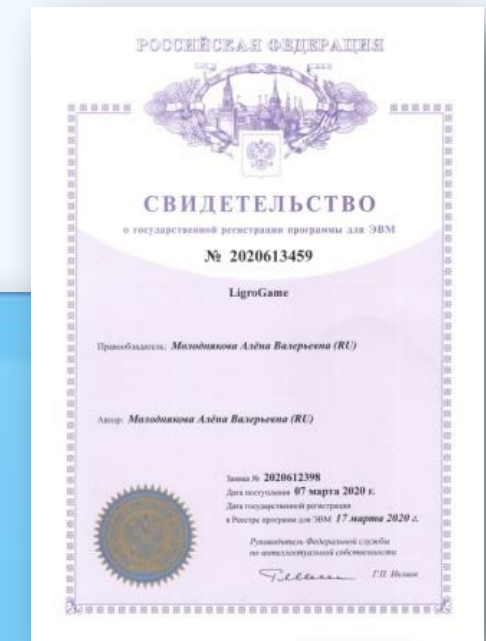 РОССИЙСКАЯ ФЕДЕРАЦИЯ
СВИДЕТЕЛЬСТВО
о государственной регистрации программы для ЭВМ
№ 2020613459
LigroGame
Правообладатель: Молоднякова Алёна Валерьевна (RU)
Автор: Молоднякова Алёна Валерьевна (RU)
Заявка № 2020612398
Дата поступления 07 марта 2020 г.
Дата государственной регистрации
в Реестре программ для ЭВМ 17 марта 2020 г.
Руководитель Федеральной службы
по интеллектуальной собственности
Г.П. Ивлиев